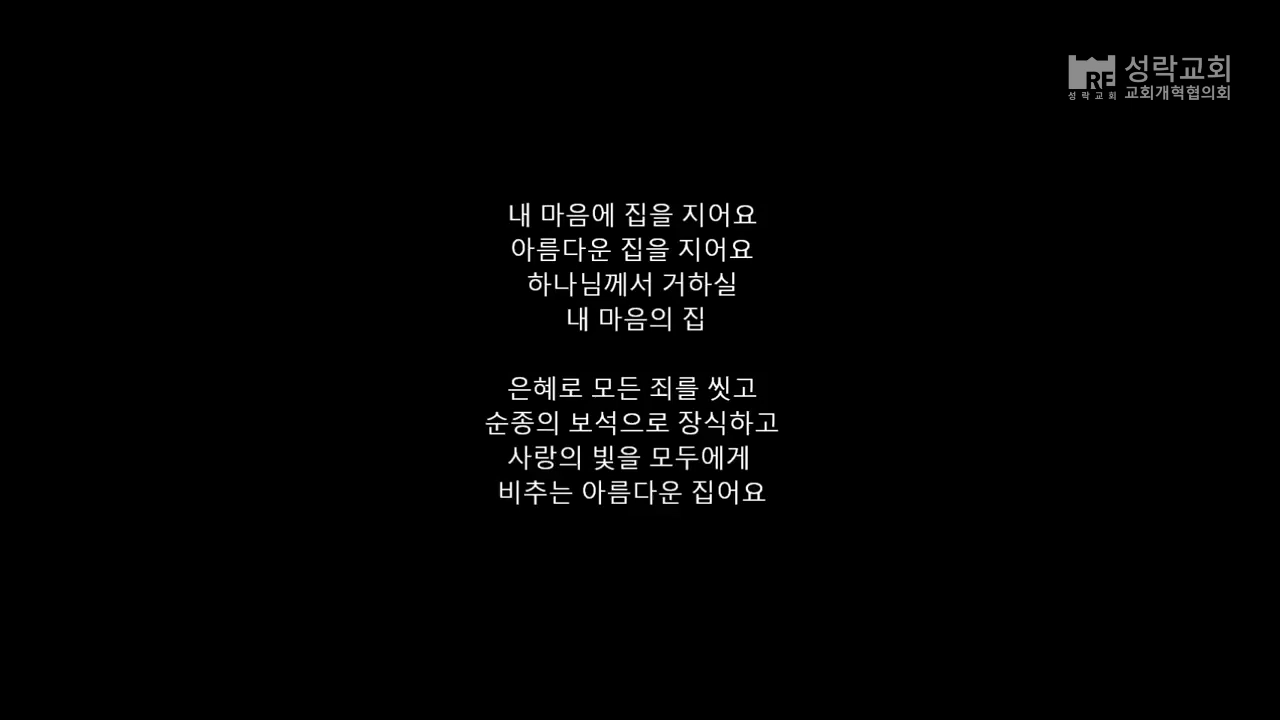 RE
성락교회
성락교회
교회개혁협의회
내 마음에 집을 지어요
아름다운 집을 지어요
하나님께서 거하실
내 마음의 집
은혜로 모든 죄를 씻고
순종의 보석으로 장식하고
사랑의 빛을 모두에게
비추는 아름다운 집어요